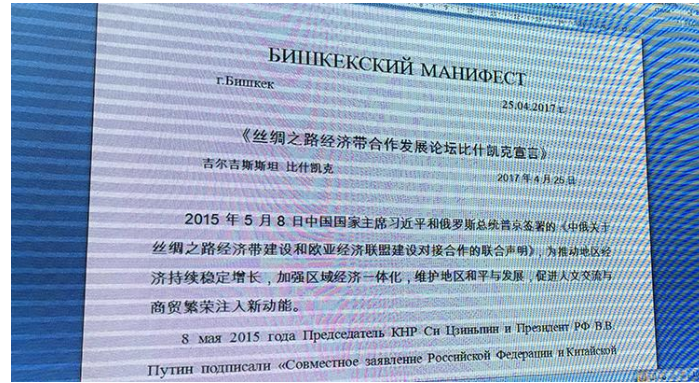 БИШКЕКСКИЙ МАНИФЕСТ
г.Бишкек
25.04.2017 г.
《丝绸之路经济带合作发展论坛比什凯克宣言》
吉尔吉斯斯坦 比什凯克
2017 年 4 月 25 日
2015 年 5 月 8 日中国国家主席习近平和俄罗斯总统普京签署的《中俄关于
丝绸之路经济带建设和欧亚经济联盟建设对接合作的联合声明》，为推动地区经
济持续稳定增长，加强区域经济一体化，维护地区和平与发展，促进人文交流与
商贸繁荣注入新动能。
8 мая 2015 года Председатель КНР Си Цзиньпин и Президент РФ В.В.
Путин подписали «Совместное заявление Российской Федерации и Китайской